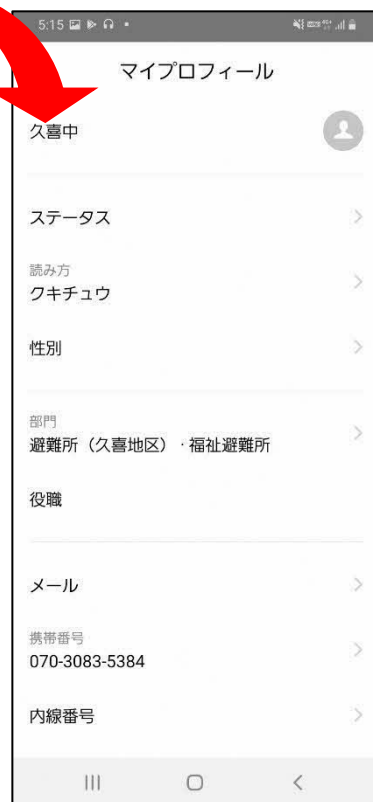 5:15
マイプロフィール
久喜中
ステータス
読み方
クキチュウ
性別
部門
避難所（久喜地区）・福祉避難所
役職
メール
携帯番号
070-3083-5384
内線番号